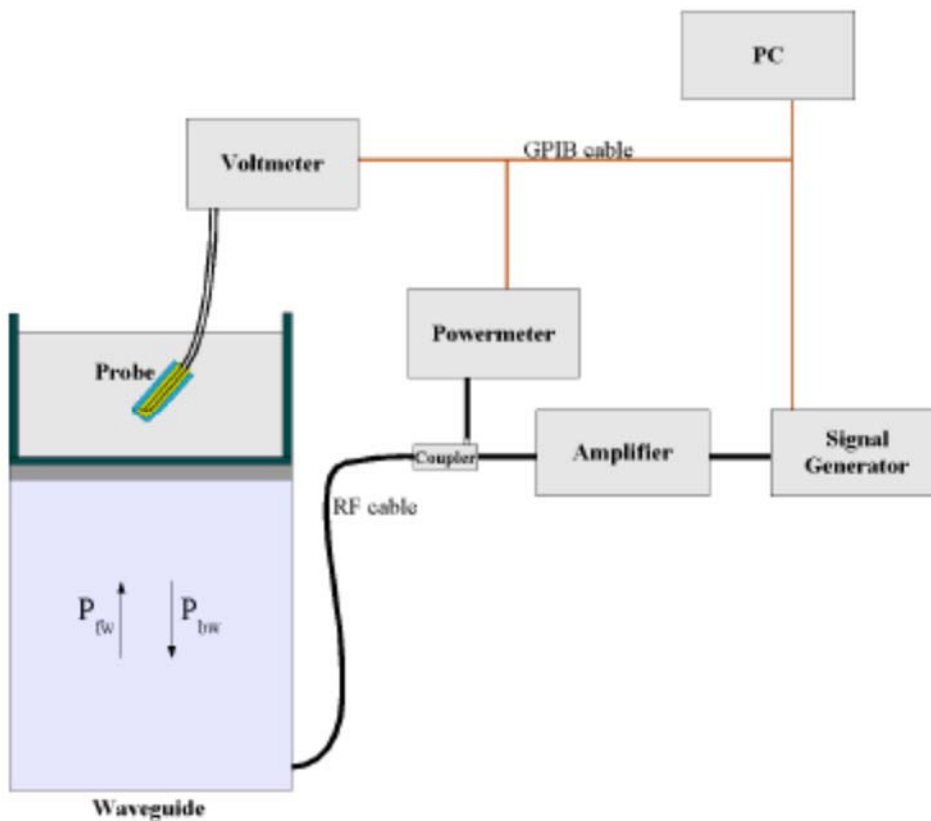 PC
GPIB cable
Voltmeter
Powermeter
Probe
Coupler
Amplifier
Signal
Generator
RF cable
P fw
P bw
Waveguide